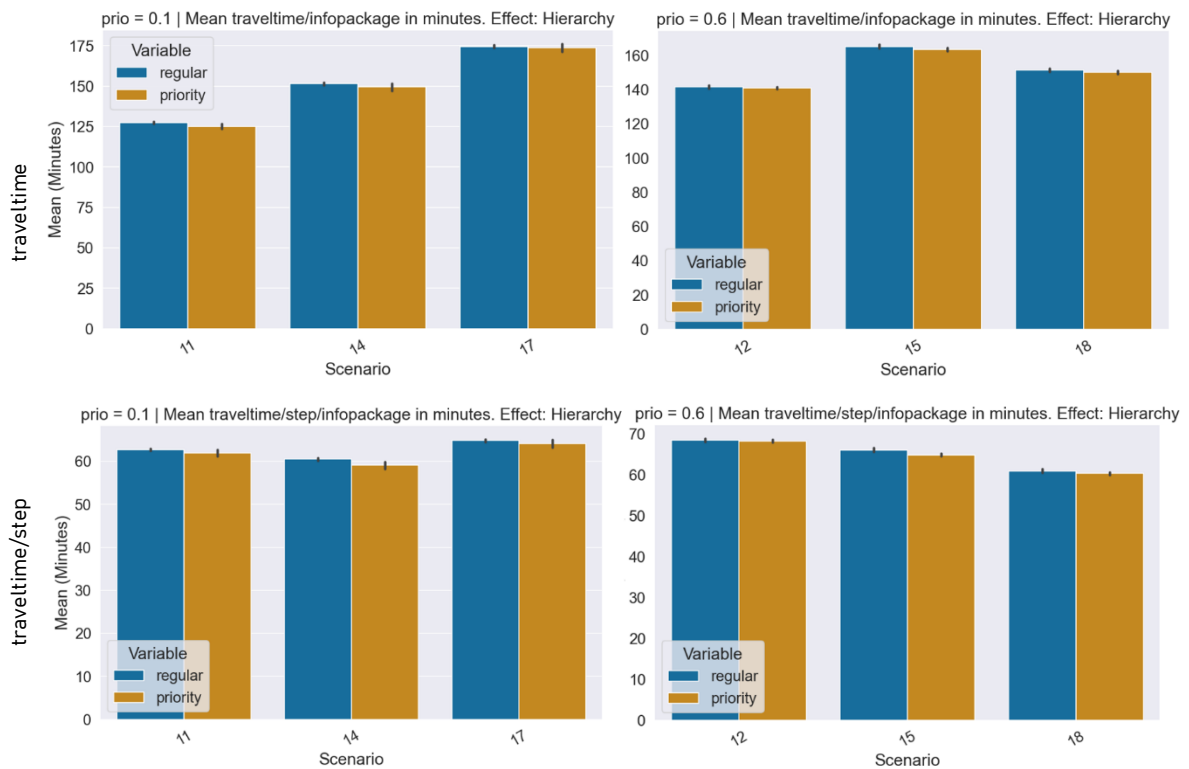 prio = 0.1 | Mean traveltime/infopackage in minutes. Effect: Hierarchy
traveltime
Mean (Minutes)
175
150
125
100
75
50
25
0
Variable
regular
priority
11
14
17
Scenario
prio = 0.6 | Mean traveltime/infopackage in minutes. Effect: Hierarchy
160
140
120
100
80
60
40
20
0
Variable
regular
priority
12
15
18
Scenario
prio = 0.1 | Mean traveltime/step/infopackage in minutes. Effect: Hierarchy
traveltime/step
Mean (Minutes)
60
50
40
30
20
10
0
Variable
regular
priority
11
14
17
Scenario
prio = 0.6 | Mean traveltime/step/infopackage in minutes. Effect: Hierarchy
70
60
50
40
30
20
10
0
Variable
regular
priority
12
15
18
Scenario